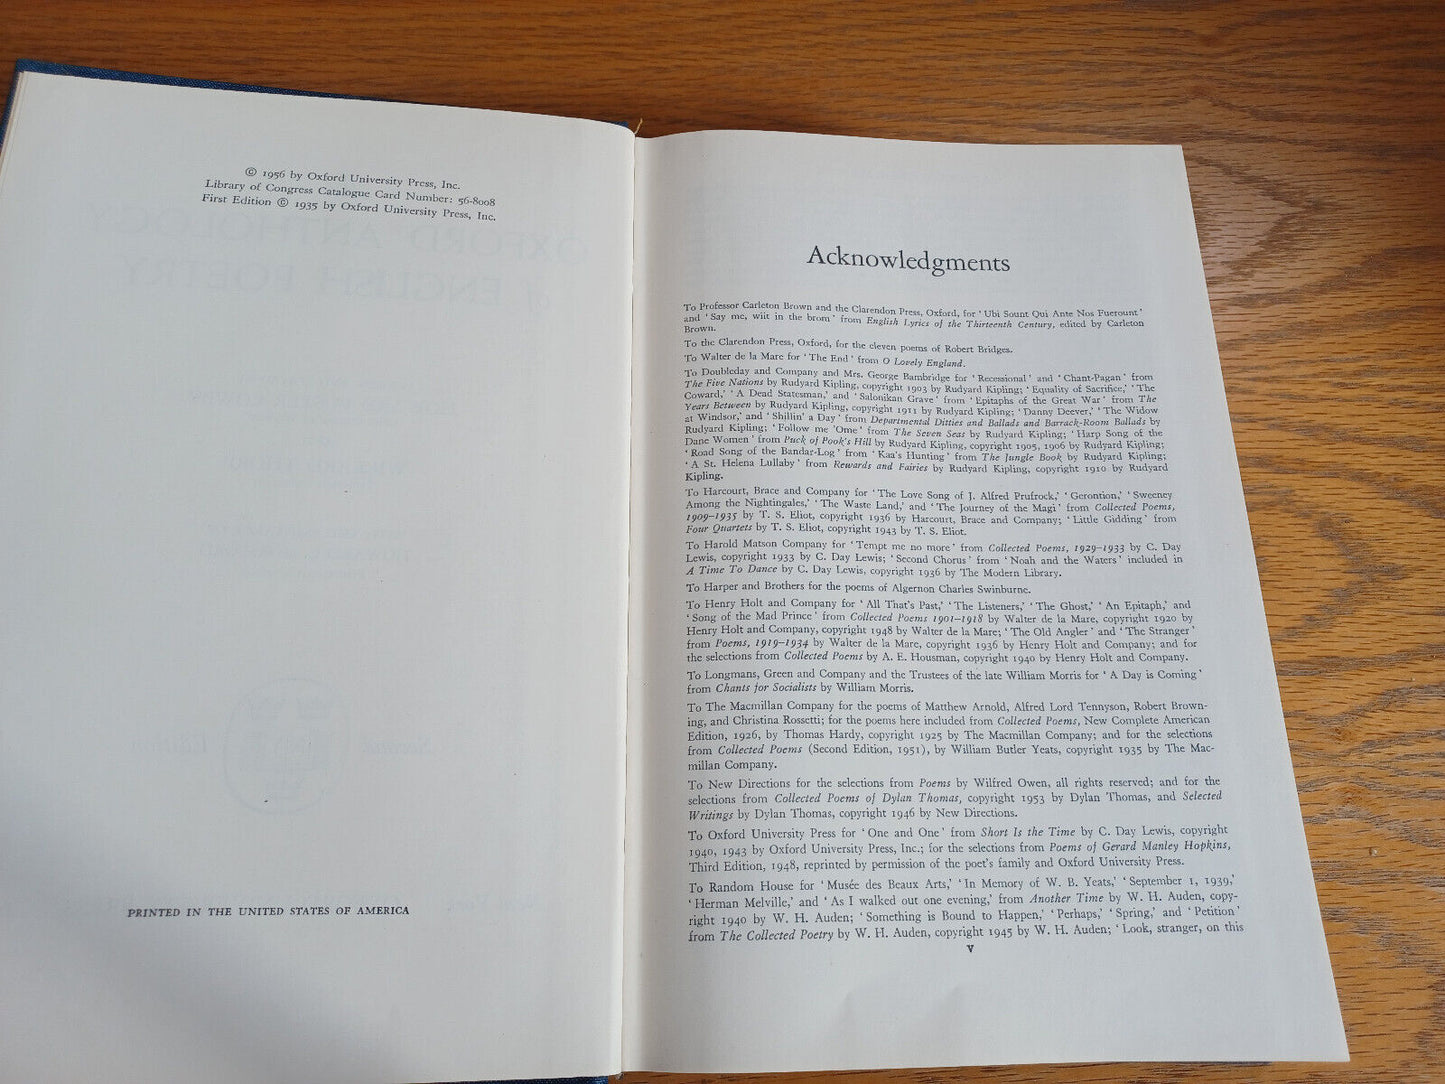 © 1956 by Oxford University Press, Inc.
Library of Congress Catalogue Card Number: 56-8008
First Edition © 1935 by Oxford University Press, Inc.
OXFORD ANTHOLOGY
of ENGLISH POETRY
Second Edition
PRINTED IN THE UNITED STATES OF AMERICA
Acknowledgments
To Professor Carleton Brown and the Clarendon Press, Oxford, for ‘Ubi Sount Qui Ante Nos Fuerount’
and ‘Say me, wiit in the brom’ from English Lyrics of the Thirteenth Century, edited by Carleton
Brown.
To the Clarendon Press, Oxford, for the eleven poems of Robert Bridges.
To Walter de la Mare for ‘The End’ from O Lovely England.
To Doubleday and Company and Mrs. George Bambridge for ‘Recessional’ and ‘Chant-Pagan’ from
The Five Nations by Rudyard Kipling, copyright 1903 by Rudyard Kipling; ‘Equality of Sacrifice,’ ‘The
Coward,’ ‘A Dead Statesman,’ and ‘Salonikan Grave’ from ‘Epitaphs of the Great War’ from The
Years Between by Rudyard Kipling, copyright 1911 by Rudyard Kipling; ‘Danny Deever,’ ‘The Widow
at Windsor,’ and ‘Shillin’ a Day’ from Departmental Ditties and Ballads and Barrack-Room Ballads by
Rudyard Kipling; ‘Follow me ’Ome’ from The Seven Seas by Rudyard Kipling; ‘Harp Song of the
Dane Women’ from Puck of Pook’s Hill by Rudyard Kipling, copyright 1905, 1906 by Rudyard Kipling;
‘Road Song of the Bandar-Log’ from ‘Kaa’s Hunting’ from The Jungle Book by Rudyard Kipling;
‘A St. Helena Lullaby’ from Rewards and Fairies by Rudyard Kipling, copyright 1910 by Rudyard
Kipling.
To Harcourt, Brace and Company for ‘The Love Song of J. Alfred Prufrock,’ ‘Gerontion,’ ‘Sweeney
Among the Nightingales,’ ‘The Waste Land,’ and ‘The Journey of the Magi’ from Collected Poems,
1909–1935 by T. S. Eliot, copyright 1936 by Harcourt, Brace and Company; ‘Little Gidding’ from
Four Quartets by T. S. Eliot, copyright 1943 by T. S. Eliot.
To Harold Matson Company for ‘Tempt me no more’ from Collected Poems, 1929–1933 by C. Day
Lewis, copyright 1933 by C. Day Lewis; ‘Second Chorus’ from ‘Noah and the Waters’ included in
A Time To Dance by C. Day Lewis, copyright 1936 by The Modern Library.
To Harper and Brothers for the poems of Algernon Charles Swinburne.
To Henry Holt and Company for ‘All That’s Past,’ ‘The Listeners,’ ‘The Ghost,’ ‘An Epitaph,’ and
‘Song of the Mad Prince’ from Collected Poems 1901–1918 by Walter de la Mare, copyright 1920 by
Henry Holt and Company, copyright 1948 by Walter de la Mare; ‘The Old Angler’ and ‘The Stranger’
from Poems, 1919–1934 by Walter de la Mare, copyright 1936 by Henry Holt and Company; and for
the selections from Collected Poems by A. E. Housman, copyright 1940 by Henry Holt and Company.
To Longmans, Green and Company and the Trustees of the late William Morris for ‘A Day is Coming’
from Chants for Socialists by William Morris.
To The Macmillan Company for the poems of Matthew Arnold, Alfred Lord Tennyson, Robert Brown-
ing, and Christina Rossetti; for the poems here included from Collected Poems, New Complete American
Edition, 1926, by Thomas Hardy, copyright 1925 by The Macmillan Company; and for the selections
from Collected Poems (Second Edition, 1951), by William Butler Yeats, copyright 1935 by The Mac-
millan Company.
To New Directions for the selections from Poems by Wilfred Owen, all rights reserved; and for the
selections from Collected Poems of Dylan Thomas, copyright 1953 by Dylan Thomas, and Selected
Writings by Dylan Thomas, copyright 1946 by New Directions.
To Oxford University Press for ‘One and One’ from Short Is the Time by C. Day Lewis, copyright
1940, 1943 by Oxford University Press, Inc.; for the selections from Poems of Gerard Manley Hopkins,
Third Edition, 1948, reprinted by permission of the poet’s family and Oxford University Press.
To Random House for ‘Musée des Beaux Arts,’ ‘In Memory of W. B. Yeats,’ ‘September 1, 1939,’
‘Herman Melville,’ and ‘As I walked out one evening,’ from Another Time by W. H. Auden, copy-
right 1940 by W. H. Auden; ‘Something is Bound to Happen,’ ‘Perhaps,’ ‘Spring,’ and ‘Petition’
from The Collected Poetry by W. H. Auden, copyright 1945 by W. H. Auden; ‘Look, stranger, on this
V